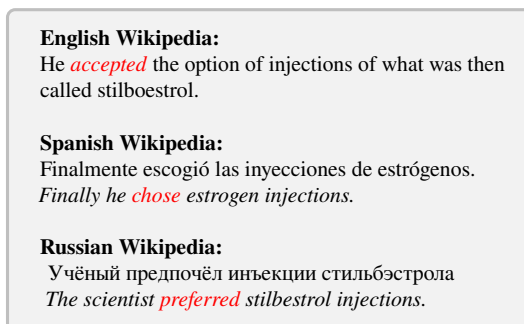 English Wikipedia:
He accepted the option of injections of what was then
called stilboestrol.
Spanish Wikipedia:
Finalmente escogió las inyecciones de estrógenos.
Finally he chose estrogen injections.
Russian Wikipedia:
Учёный предпочёл инъекции стильбэстрола
The scientist preferred stilbestrol injections.